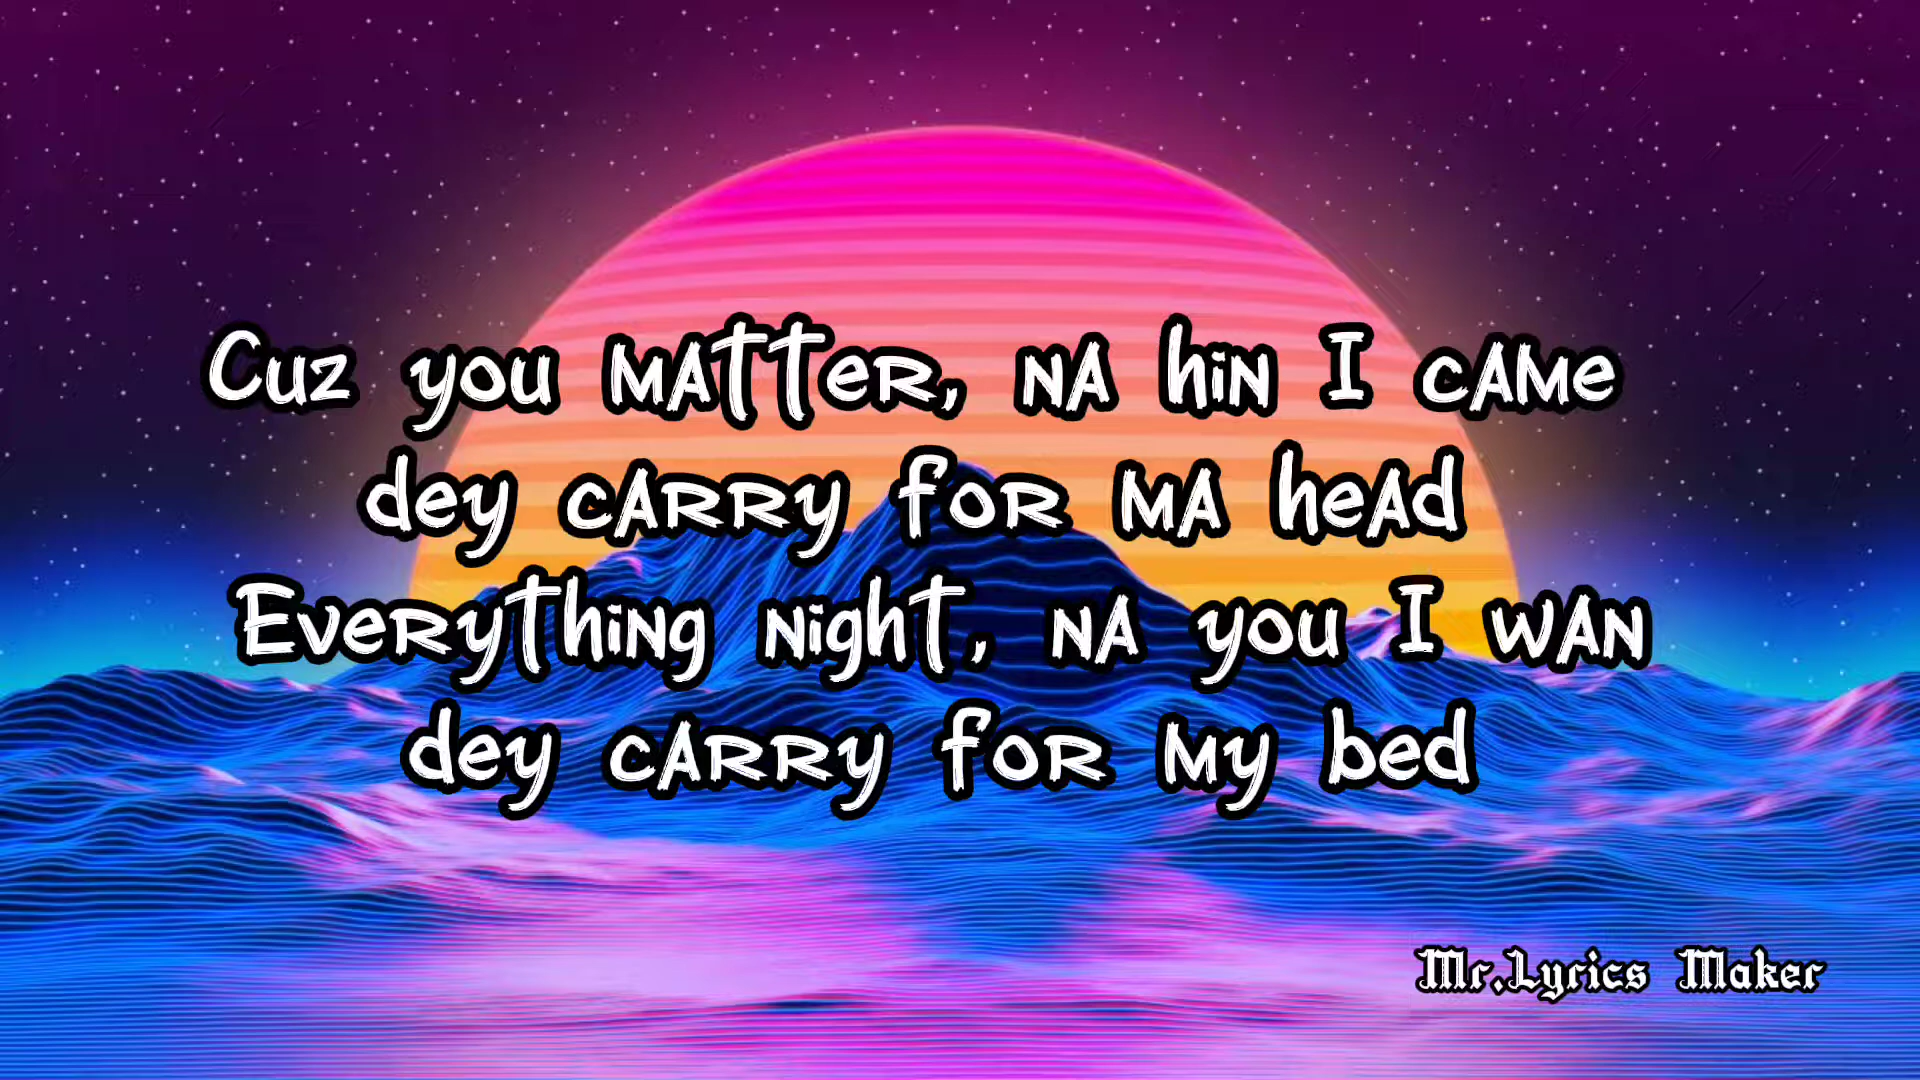 Cuz you matter, na hin I came
dey carry for ma head
Everything night, na you I wan
dey carry for my bed
Mr.Lyrics Maker